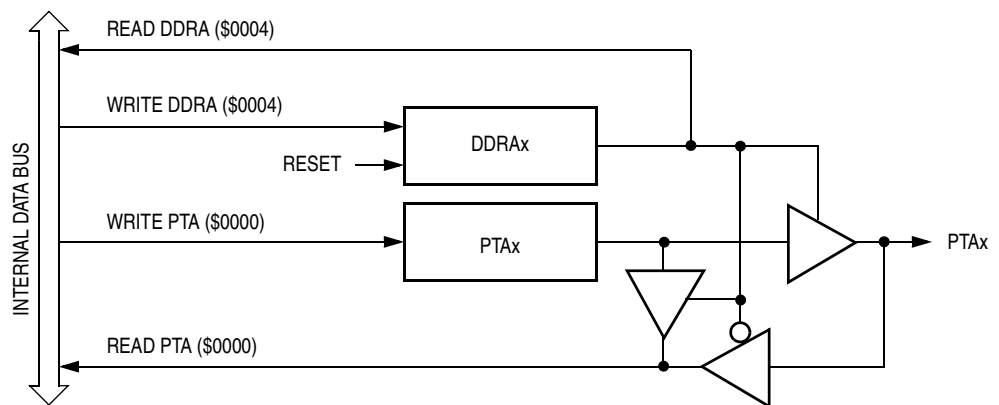 READ DDRA ($0004)
WRITE DDRA ($0004)
DDRAx
RESET
INTERNAL DATA BUS
WRITE PTA ($0000)
PTAx
PTAx
READ PTA ($0000)